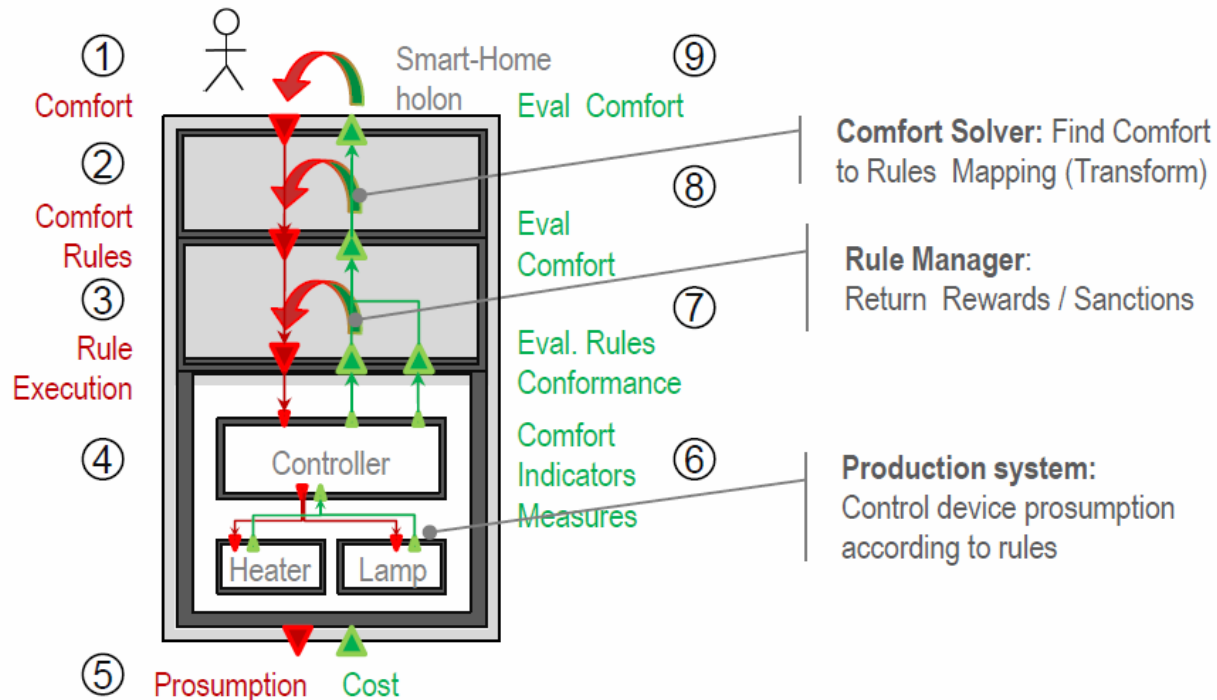 ①
Comfort
②
Comfort
Rules
③
Rule
Execution
④
⑤
Prosumption
Cost
Smart-Home
holon
Controller
Heater
Lamp
⑨
Eval Comfort
⑧
Eval
Comfort
⑦
Eval. Rules
Conformance
Comfort
Indicators
Measures
⑥
Comfort Solver: Find Comfort
to Rules Mapping (Transform)
Rule Manager:
Return Rewards / Sanctions
Production system:
Control device prosumption
according to rules